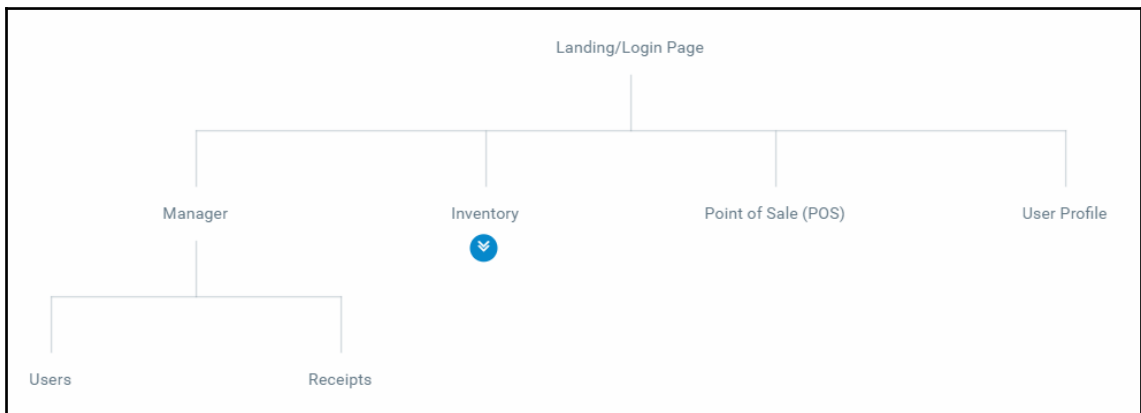 Landing/Login Page
Manager
Inventory
Point of Sale (POS)
User Profile
Users
Receipts